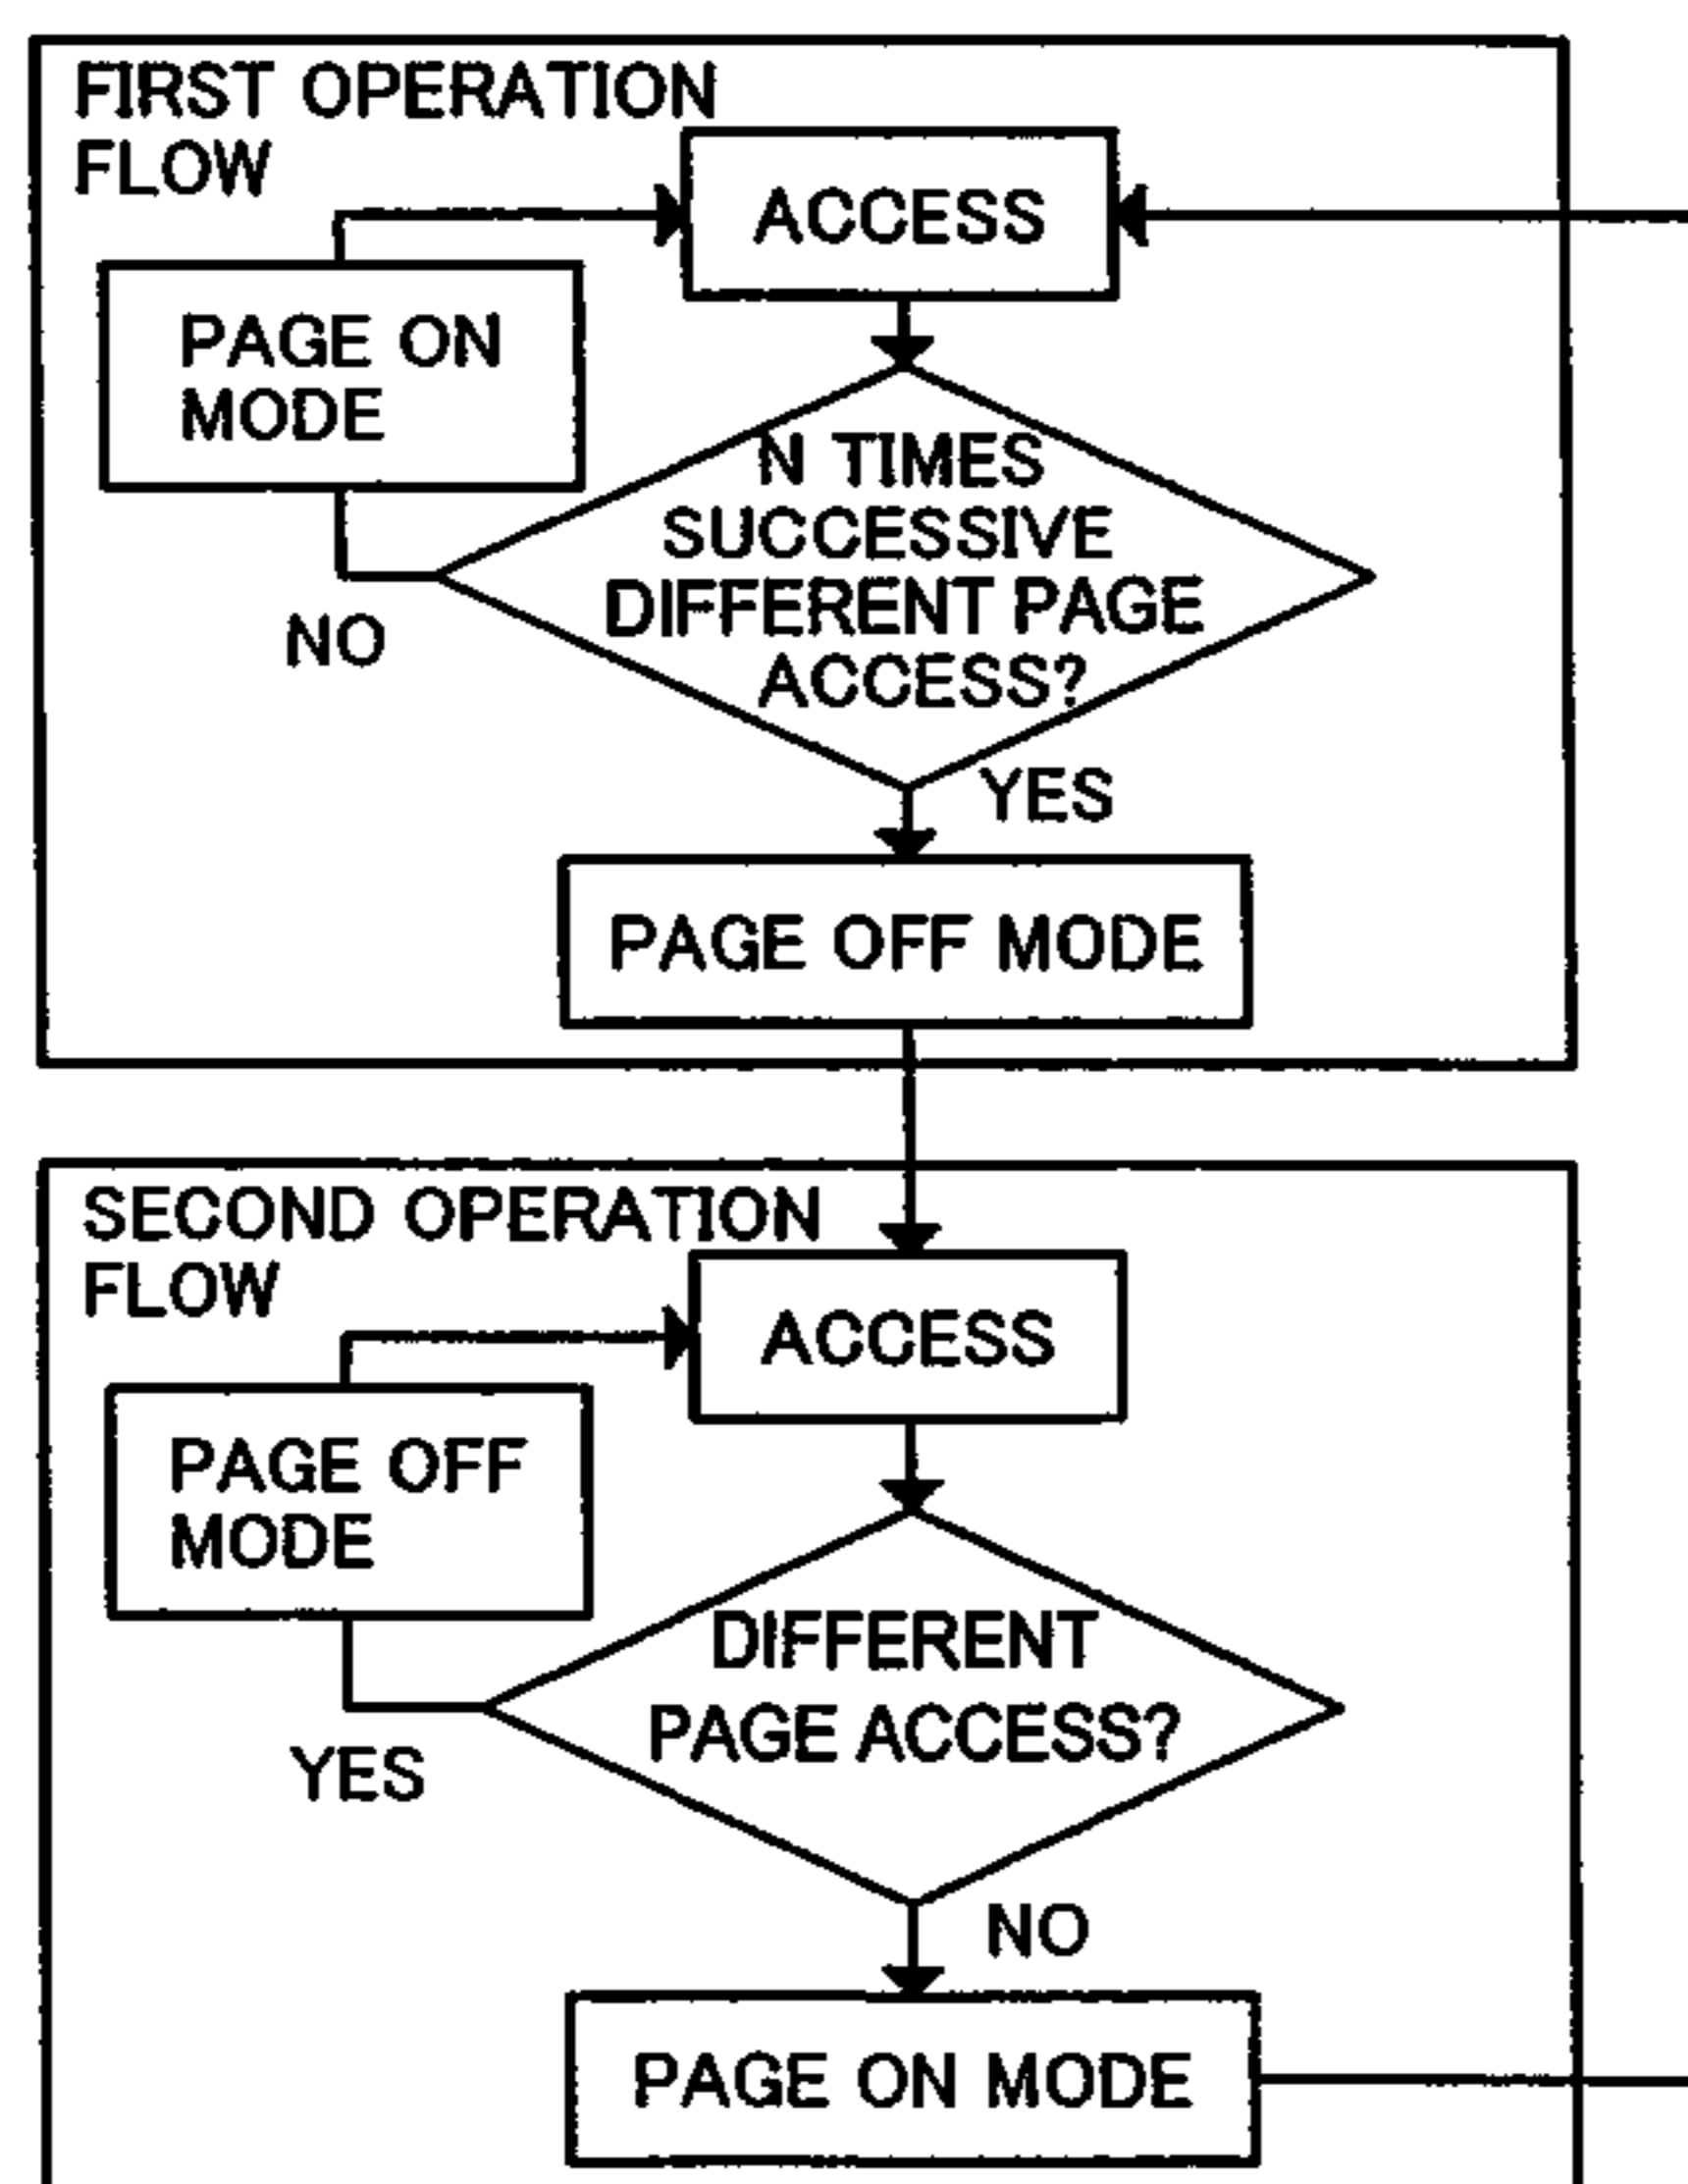 FIRST OPERATION
FLOW
ACCESS
PAGE ON
MODE
N TIMES
SUCCESSIVE
DIFFERENT PAGE
ACCESS?
NO
YES
PAGE OFF MODE
SECOND OPERATION
FLOW
ACCESS
PAGE OFF
MODE
DIFFERENT
PAGE ACCESS?
YES
NO
PAGE ON MODE